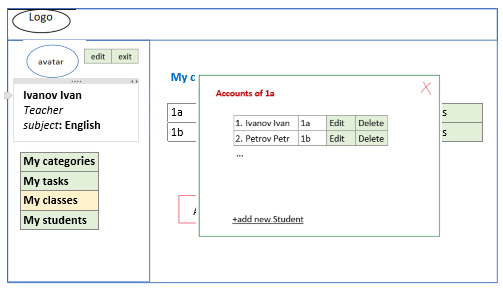 Logo
avatar
edit exit
Ivanov Ivan
Teacher
subject: English
My categories
My tasks
My classes
My students
My c
1a
1b
s
s
Accounts of 1a
X
1. Ivanov Ivan 1a Edit Delete
2. Petrov Petr 1b Edit Delete
...
+add new Student